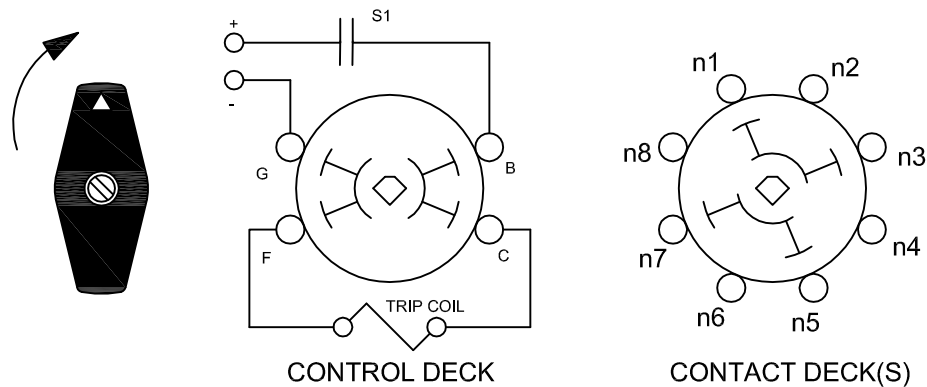 S1
+
-
G
B
F
C
TRIP COIL
CONTROL DECK
n1
n2
n8
n3
n7
n4
n6
n5
CONTACT DECK(S)